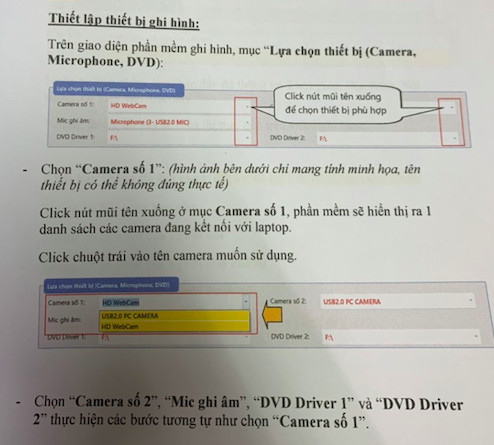 Thiết lập thiết bị ghi hình:
Trên giao diện phần mềm ghi hình, mục “Lựa chọn thiết bị (Camera,
Microphone, DVD):
Lựa chọn thiết bị (Camera, Microphone, DVD)
Camera số 1: HD WebCam
Click nút mũi tên xuống
để chọn thiết bị phù hợp
Mic ghi âm: Microphone (3- USB2.0 MIC)
DVD Driver 1: F:\ DVD Driver 2: F:\
- Chọn “Camera số 1”: (hình ảnh bên dưới chỉ mang tính minh họa, tên
thiết bị có thể không đúng thực tế)
Click nút mũi tên xuống ở mục Camera số 1, phần mềm sẽ hiển thị ra 1
danh sách các camera đang kết nối với laptop.
Click chuột trái vào tên camera muốn sử dụng.
Lựa chọn thiết bị (Camera, Microphone, DVD)
Camera số 1: HD WebCam Camera số 2: USB2.0 PC CAMERA
Mic ghi âm: USB2.0 PC CAMERA
HD WebCam
DVD Driver 1: F:\ DVD Driver 2: F:\
- Chọn “Camera số 2”, “Mic ghi âm”, “DVD Driver 1” và “DVD Driver
2” thực hiện các bước tương tự như chọn “Camera số 1”.